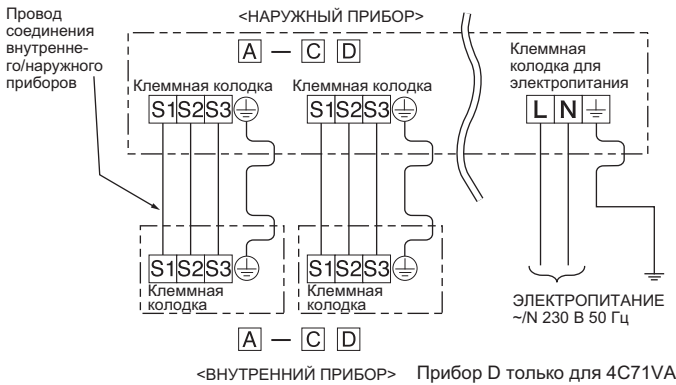 Провод
соединения
внутренне-
го/наружного
приборов
<НАРУЖНЫЙ ПРИБОР>
A — C D
Клеммная колодка
Клеммная колодка
Клеммная
колодка для
электропитания
S1 S2 S3
S1 S2 S3
L N
S1 S2 S3
S1 S2 S3
Клеммная
колодка
Клеммная
колодка
ЭЛЕКТРОПИТАНИЕ
~/N 230 В 50 Гц
A — C D
<ВНУТРЕННИЙ ПРИБОР>
Прибор D только для 4C71VA